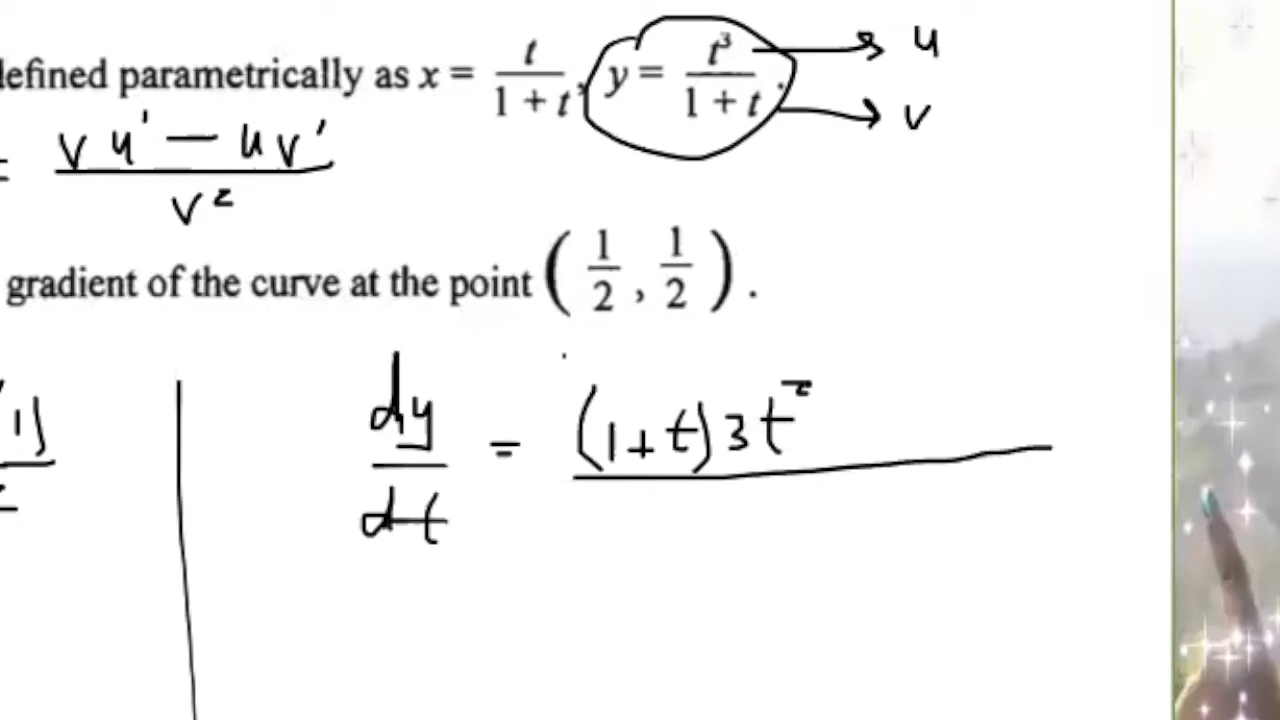 defined parametrically as x = t/(1 + t), y = t³/(1 + t). → u → v
= (vu' − uv')/v²
gradient of the curve at the point (1/2, 1/2).
1) dy/dt = (1+t)3t²